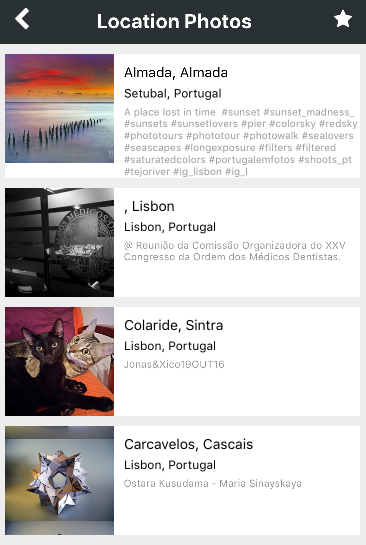 Location Photos
Almada, Almada
Setubal, Portugal
A place lost in time #sunset #sunset_madness_
#sunsets #sunsetlovers #pier #colorsky #redsky
#phototours #phototour #photowalk #sealovers
#seascapes #longexposure #filters #filtered
#saturatedcolors #portugalemfotos #shoots_pt
#tejoriver #ig_lisbon #ig_l
MÉDICOS D
, Lisbon
Lisbon, Portugal
@ Reunião da Comissão Organizadora do XXV
Congresso da Ordem dos Médicos Dentistas.
Colaride, Sintra
Lisbon, Portugal
Jonas&Xico19OUT16
Carcavelos, Cascais
Lisbon, Portugal
Ostara Kusudama - Maria Sinayskaya